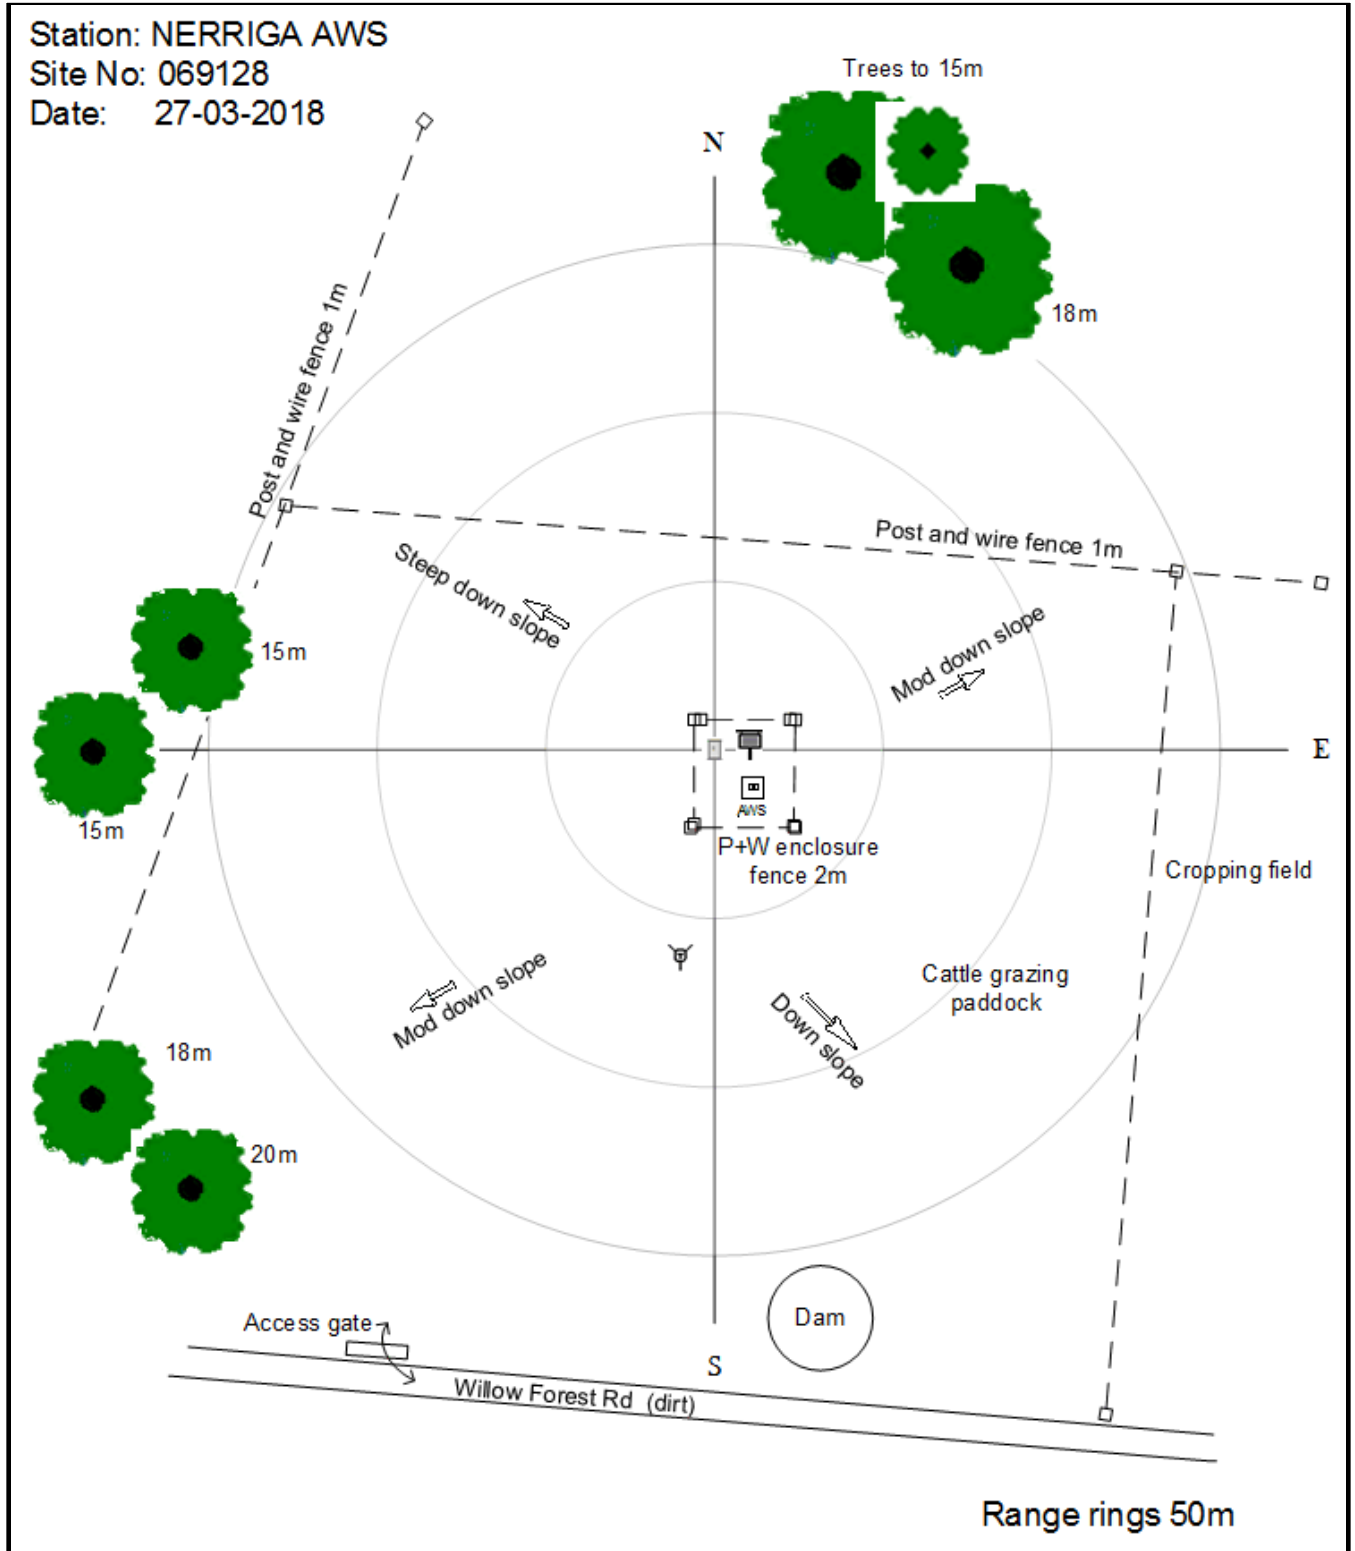 Station: NERRIGA AWS
Site No: 069128
Date: 27-03-2018
Trees to 15m
N
18m
Post and wire fence 1m
Post and wire fence 1m
Steep down slope
Mod down slope
15m
E
15m
AWS
P+W enclosure
fence 2m
Cropping field
Mod down slope
Cattle grazing
paddock
Down slope
18m
20m
Access gate
Dam
S
Willow Forest Rd (dirt)
Range rings 50m